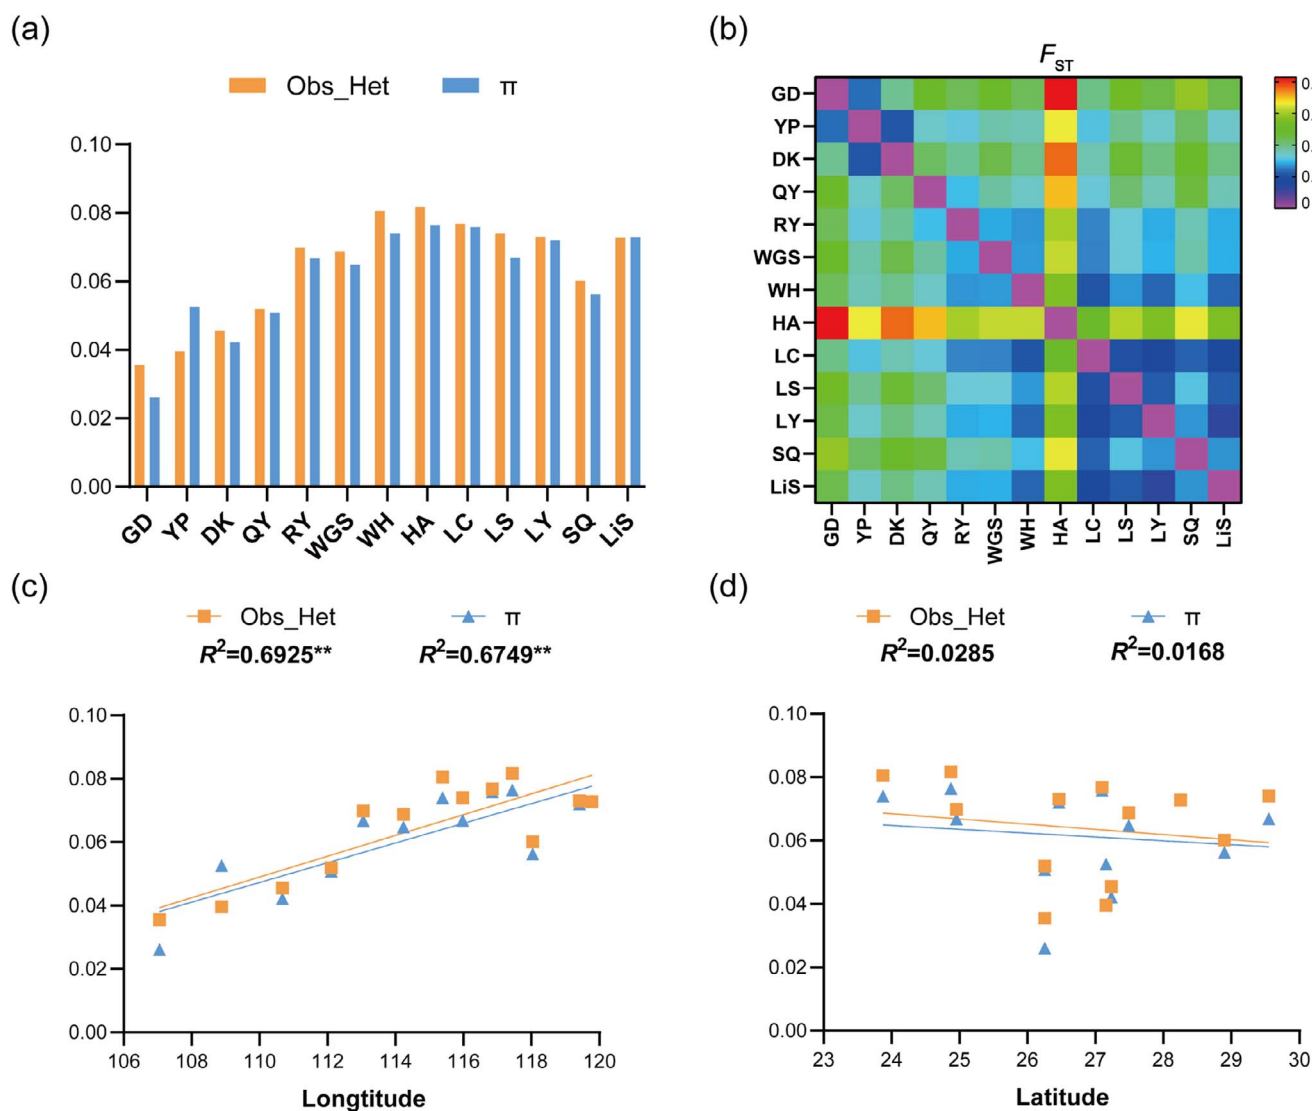 (a)
Obs_Het π
0.10
0.08
0.06
0.04
0.02
0.00
GD YP DK QY RY WGS WH HA LC LS LY SQ LiS
(b)
F_ST
GD
YP
DK
QY
RY
WGS
WH
HA
LC
LS
LY
SQ
LiS
GD YP DK QY RY WGS WH HA LC LS LY SQ LiS
0
(c)
Obs_Het π
R²=0.6925** R²=0.6749**
0.10
0.08
0.06
0.04
0.02
0.00
106 108 110 112 114 116 118 120
Longtitude
(d)
Obs_Het π
R²=0.0285 R²=0.0168
0.10
0.08
0.06
0.04
0.02
0.00
23 24 25 26 27 28 29 30
Latitude